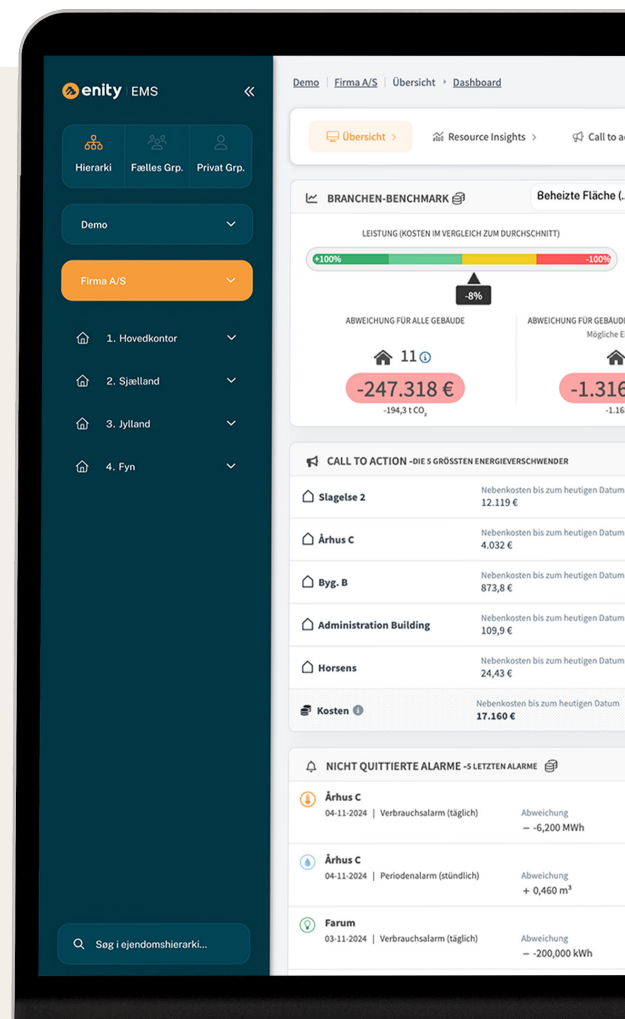 enity EMS
Hierarki Fælles Grp. Privat Grp.
Demo
Firma A/S
1. Hovedkontor
2. Sjælland
3. Jylland
4. Fyn
Søg i ejendomshierarki...
Demo | Firma A/S | Übersicht Dashboard
Übersicht > Resource Insights > Call to a
BRANCHEN-BENCHMARK Beheizte Fläche (..
LEISTUNG (KOSTEN IM VERGLEICH ZUM DURCHSCHNITT)
+100% -100%
-8%
ABWEICHUNG FÜR ALLE GEBÄUDE ABWEICHUNG FÜR GEBÄUD
Mögliche E
11
-247.318 € -1.316
-194,3 t CO₂ -1.16
CALL TO ACTION -DIE 5 GRÖSSTEN ENERGIEVERSCHWENDER
Slagelse 2 Nebenkosten bis zum heutigen Datum
12.119 €
Århus C Nebenkosten bis zum heutigen Datum
4.032 €
Byg. B Nebenkosten bis zum heutigen Datum
873,8 €
Administration Building Nebenkosten bis zum heutigen Datum
109,9 €
Horsens Nebenkosten bis zum heutigen Datum
24,43 €
Kosten Nebenkosten bis zum heutigen Datum
17.160 €
NICHT QUITTIERTE ALARME -5 LETZTEN ALARME
Århus C
04-11-2024 | Verbrauchsalarm (täglich) Abweichung
− -6,200 MWh
Århus C
04-11-2024 | Periodenalarm (stündlich) Abweichung
+ 0,460 m³
Farum
03-11-2024 | Verbrauchsalarm (täglich) Abweichung
− -200,000 kWh